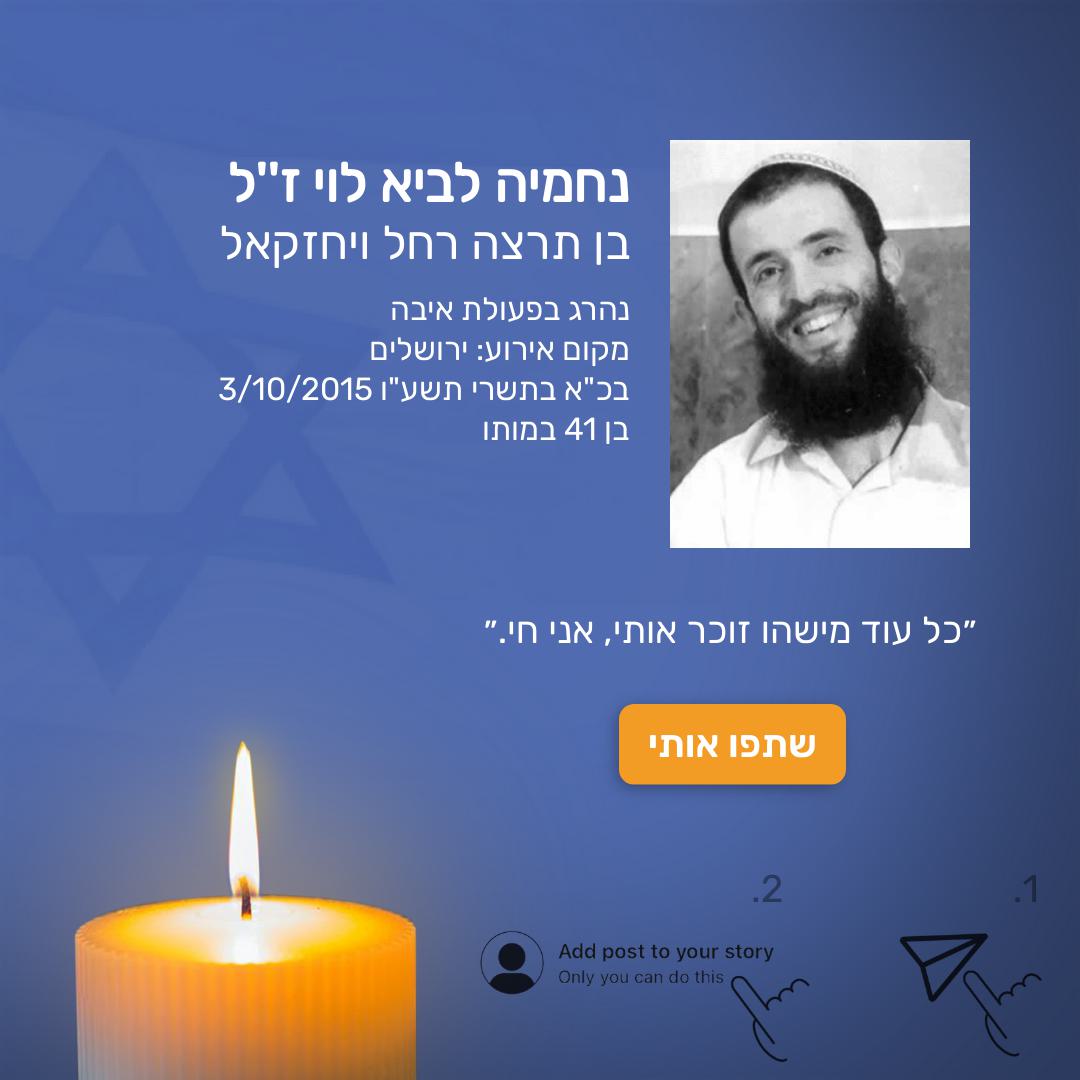 נחמיה לביא לוי ז"ל
בן תרצה רחל ויחזקאל
נהרג בפעולת איבה
מקום אירוע: ירושלים
בכ"א בתשרי תשע"ו 3/10/2015
בן 41 במותו
״כל עוד מישהו זוכר אותי, אני חי.״
שתפו אותי
1.
2.
Add post to your story
Only you can do this